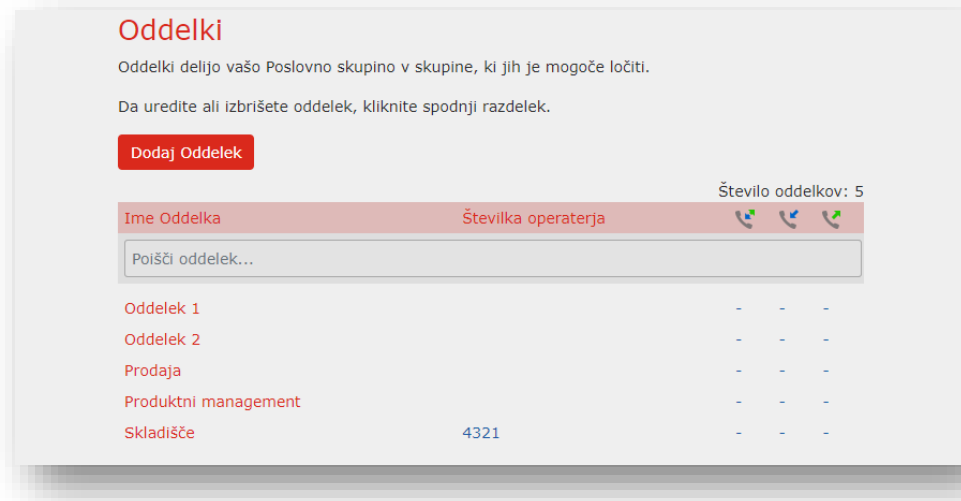 Oddelki
Oddelki delijo vašo Poslovno skupino v skupine, ki jih je mogoče ločiti.
Da uredite ali izbrišete oddelek, kliknite spodnji razdelek.
Dodaj Oddelek
Število oddelkov: 5
Ime Oddelka Številka operaterja
Poišči oddelek...
Oddelek 1 - - -
Oddelek 2 - - -
Prodaja - - -
Produktni management - - -
Skladišče 4321 - - -